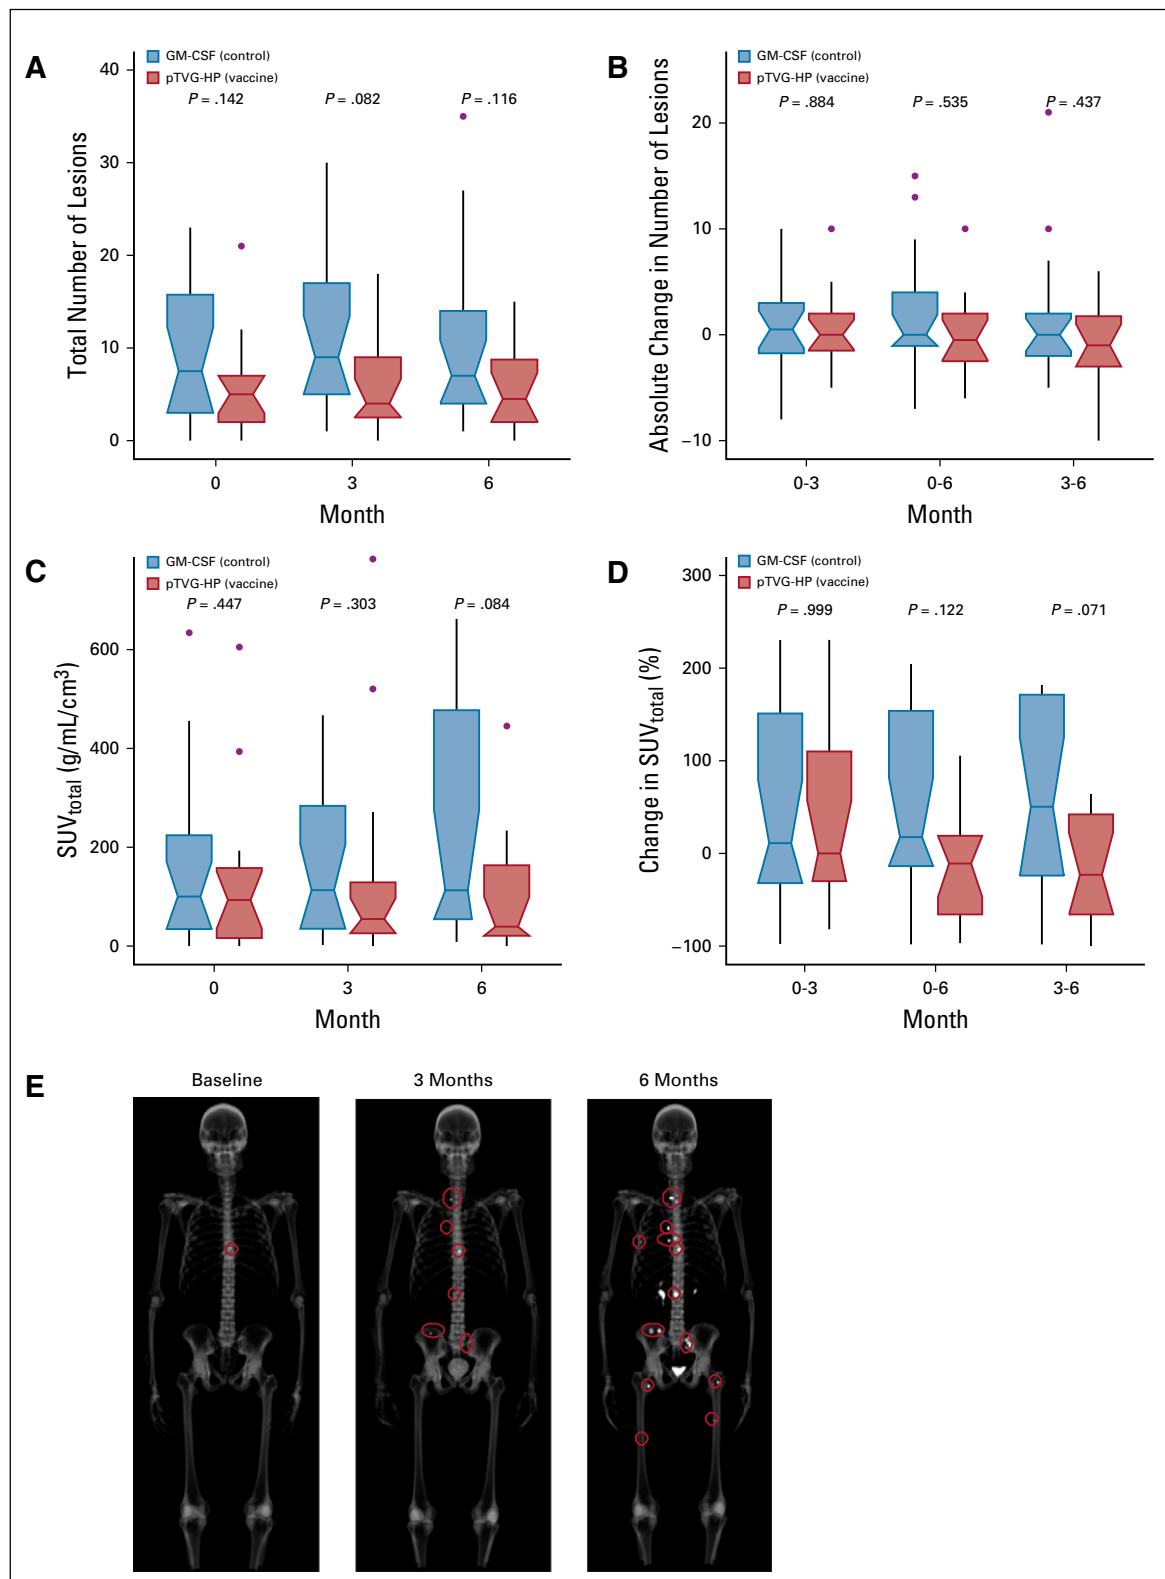 A
GM-CSF (control)
pTVG-HP (vaccine)
P = .142
P = .082
P = .116
Total Number of Lesions
40
30
20
10
0
0
3
6
Month
B
GM-CSF (control)
pTVG-HP (vaccine)
P = .884
P = .535
P = .437
Absolute Change in Number of Lesions
20
10
0
−10
0-3
0-6
3-6
Month
C
GM-CSF (control)
pTVG-HP (vaccine)
P = .447
P = .303
P = .084
SUVtotal (g/mL/cm³)
600
400
200
0
0
3
6
Month
D
GM-CSF (control)
pTVG-HP (vaccine)
P = .999
P = .122
P = .071
Change in SUVtotal (%)
300
200
100
0
−100
0-3
0-6
3-6
Month
E
Baseline
3 Months
6 Months